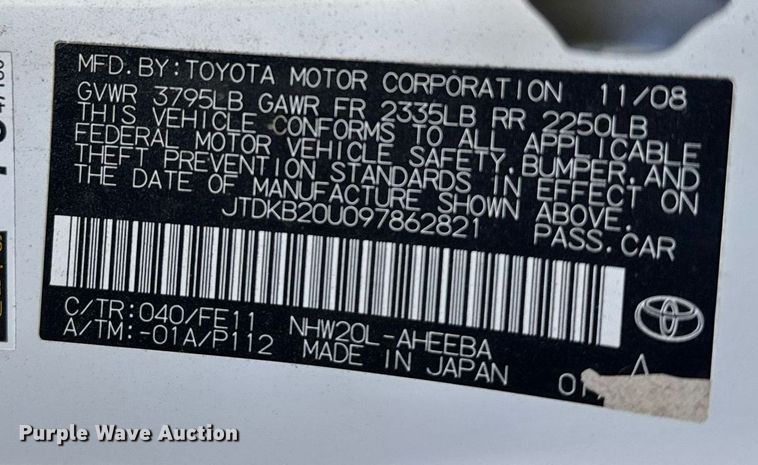 MFD.BY:TOYOTA MOTOR CORPORATION 11/08
GVWR 3795LB GAWR FR 2335LB RR 2250LB
THIS VEHICLE CONFORMS TO ALL APPLICABLE
FEDERAL MOTOR VEHICLE SAFETY.BUMPER.AND
THEFT PREVENTION STANDARDS IN EFFECT ON
THE DATE OF MANUFACTURE SHOWN ABOVE.
JTDKB20U097862821 PASS.CAR
C/TR:040/FE11 NHW20L-AHEEBA
A/TM:-01A/P112 MADE IN JAPAN
TOYOTA
Purple Wave Auction